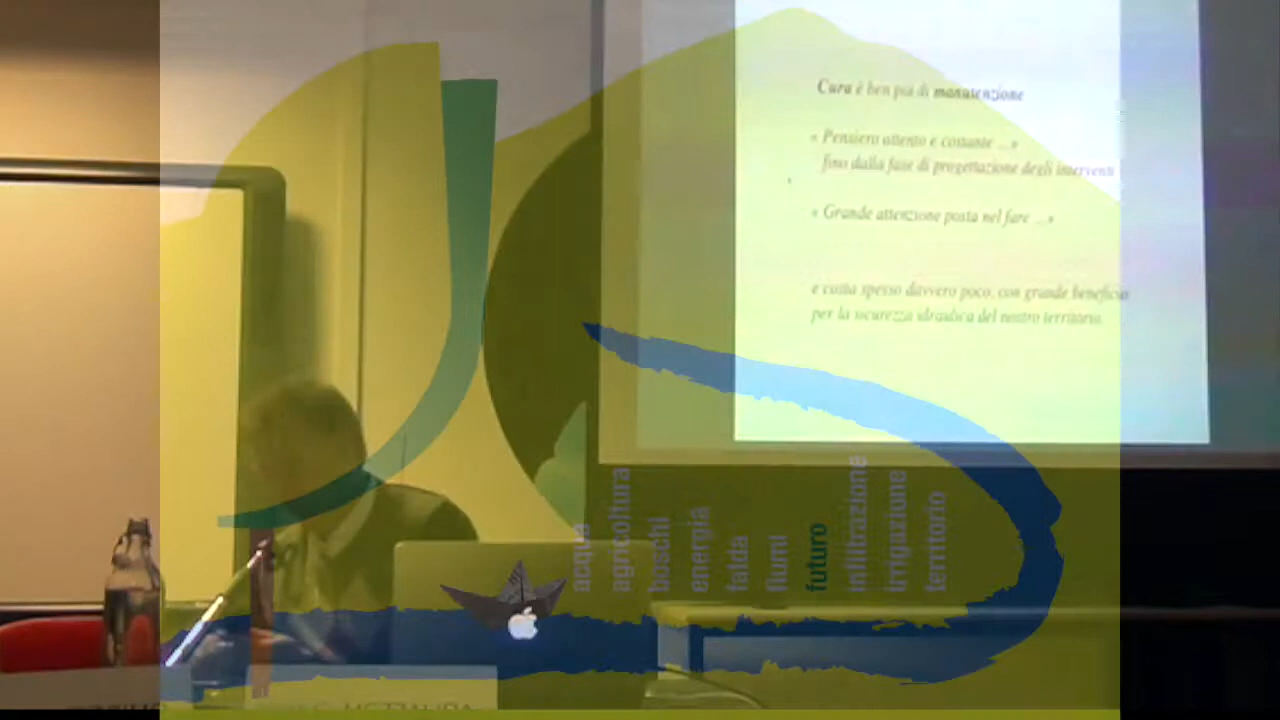 Cura è ben poi di manutenzione
« Pensiero attento e costante ...»
fino dalla fase di progettazione degli interventi
« Grande attenzione posta nel fare ...»
e costa spesso davvero poco, con grande beneficio
per la sicurezza idraulica del nostro territorio.
acqua
agricoltura
boschi
energia
falda
fiumi
futuro
infiltrazione
irrigazione
territorio